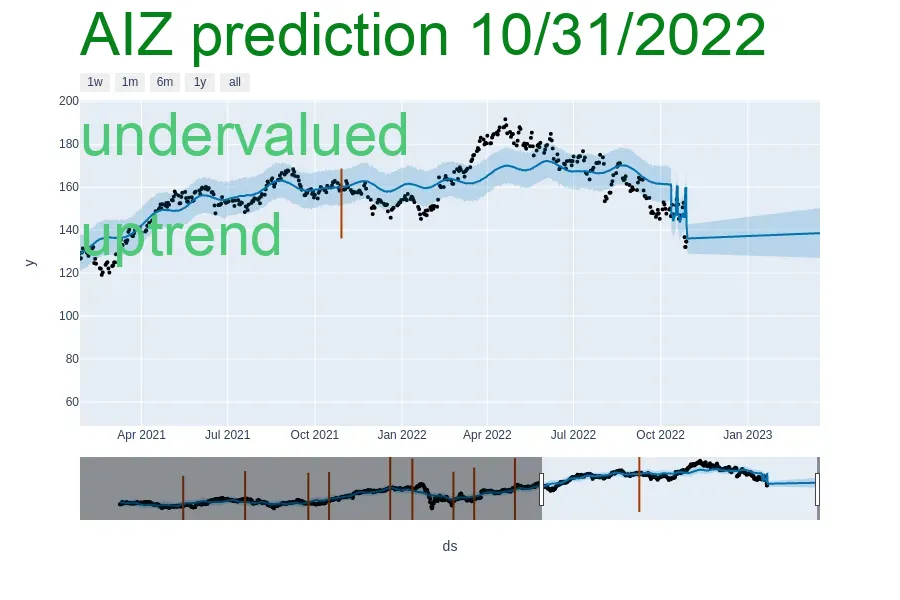 AIZ prediction 10/31/2022
1w 1m 6m 1y all
200
undervalued
180
160
uptrend
140
120
100
80
60
y
Apr 2021 Jul 2021 Oct 2021 Jan 2022 Apr 2022 Jul 2022 Oct 2022 Jan 2023
ds